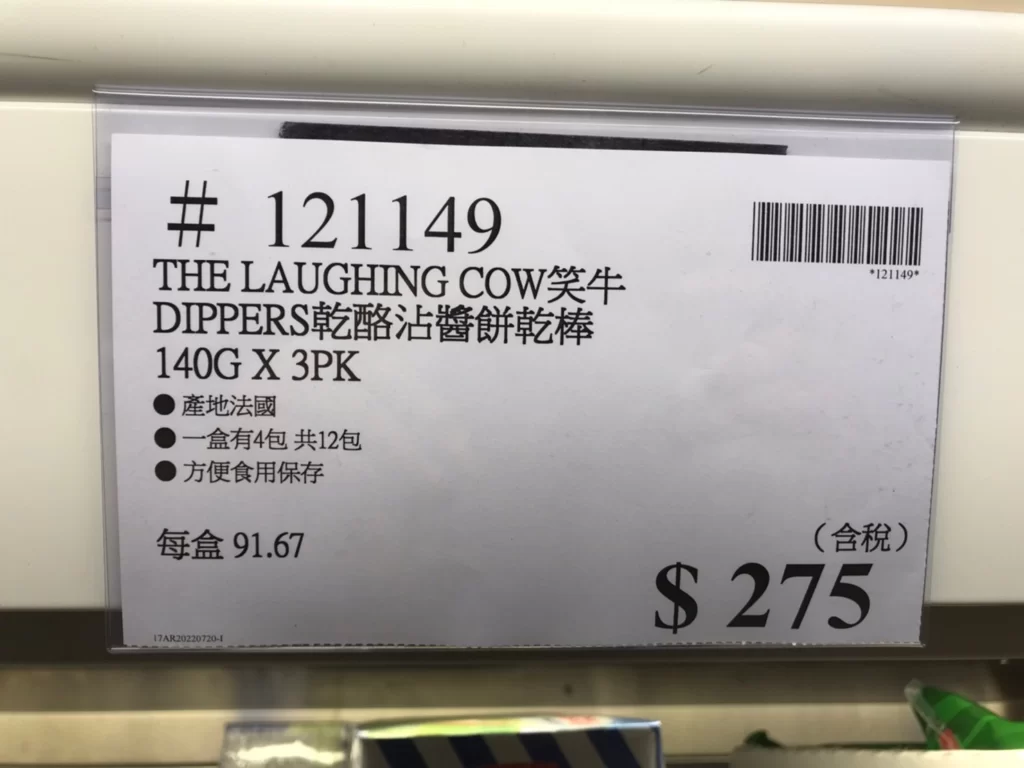 # 121149
*121149*
THE LAUGHING COW笑牛
DIPPERS乾酪沾醬餅乾棒
140G X 3PK
● 產地法國
● 一盒有4包 共12包
● 方便食用保存
每盒 91.67
（含稅）
$ 275
17AR20220720-1